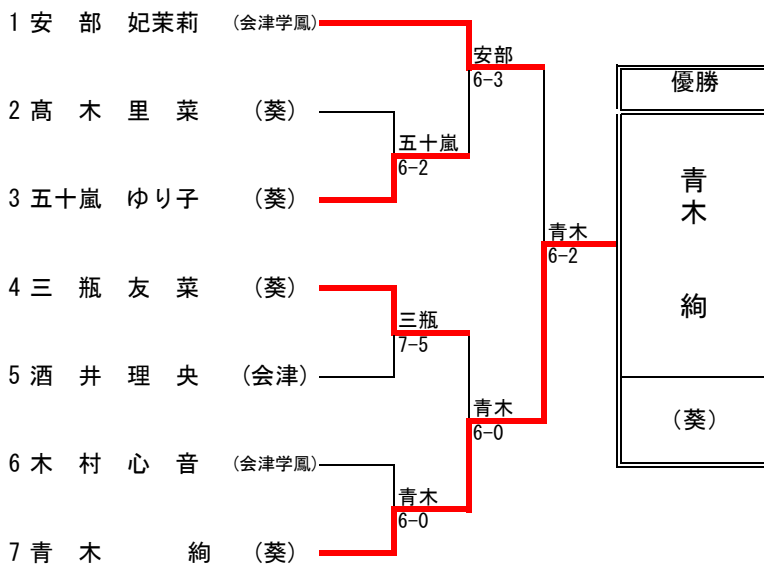 1 安 部 妃茉莉 (会津学鳳)
安部
6-3
優勝
2 髙 木 里 菜 (葵)
五十嵐
6-2
3 五十嵐 ゆり子 (葵)
青木 絢
青木
6-2
4 三 瓶 友 菜 (葵)
三瓶
7-5
5 酒 井 理 央 (会津)
青木
6-0
(葵)
6 木 村 心 音 (会津学鳳)
青木
6-0
7 青 木 絢 (葵)